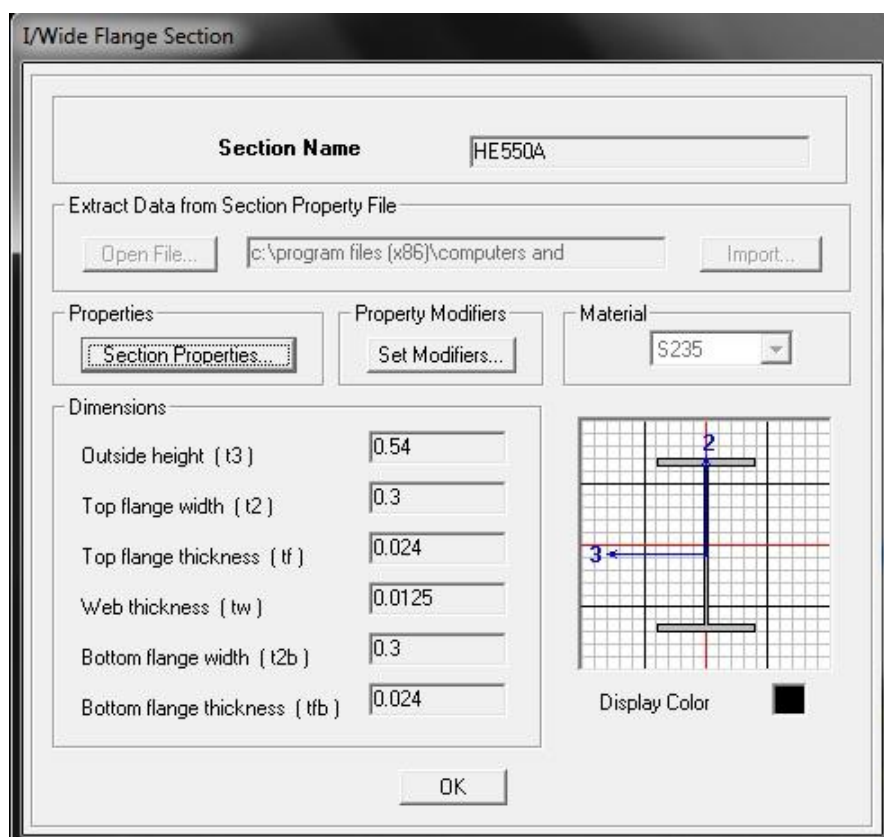 I/Wide Flange Section
Section Name HE550A
Extract Data from Section Property File
Open File... c:\program files (x86)\computers and Import...
Properties Property Modifiers Material
Section Properties... Set Modifiers... S235
Dimensions
Outside height ( t3 ) 0.54
Top flange width ( t2 ) 0.3
Top flange thickness ( tf ) 0.024
Web thickness ( tw ) 0.0125
Bottom flange width ( t2b ) 0.3
Bottom flange thickness ( tfb ) 0.024
2
3
Display Color
OK